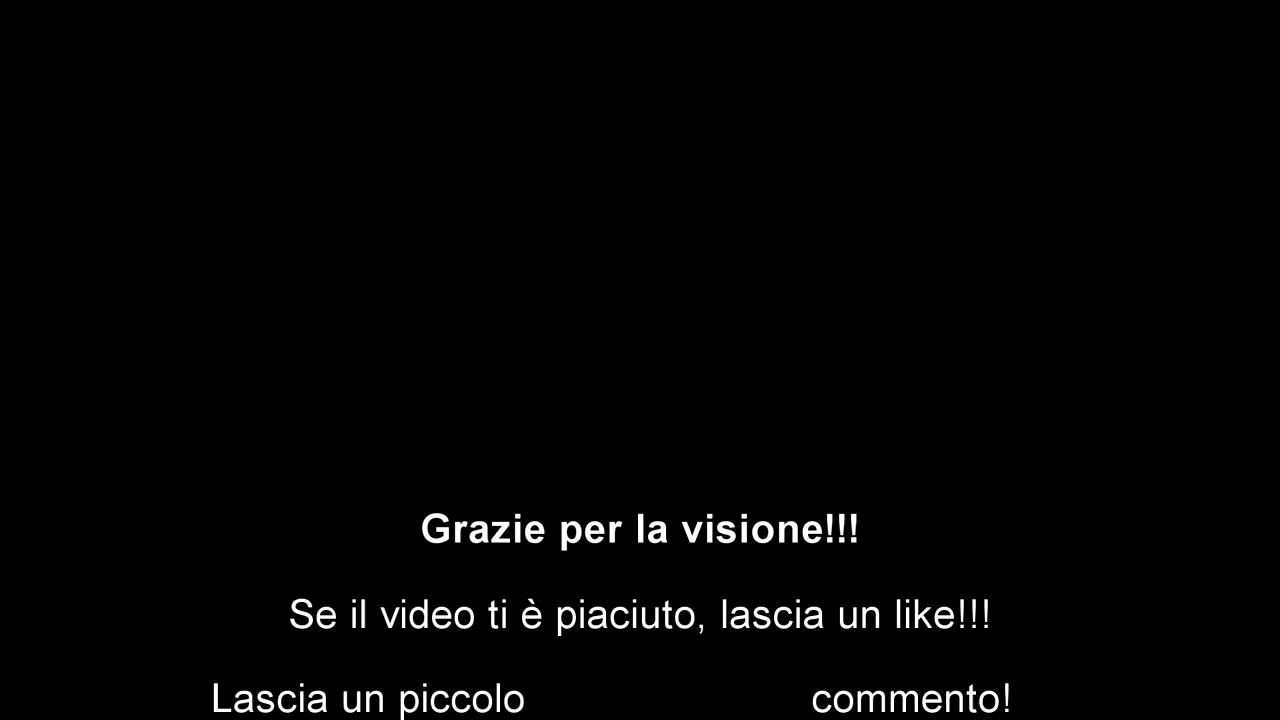 Grazie per la visione!!!
Se il video ti è piaciuto, lascia un like!!!
Lascia un piccolo commento!